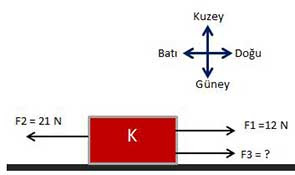 Kuzey
Batı Doğu
Güney
F2 = 21 N
K
F1 =12 N
F3 = ?